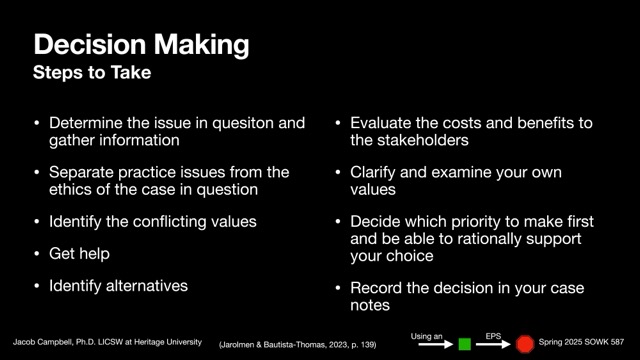 Decision Making
Steps to Take
• Determine the issue in quesiton and
gather information
• Separate practice issues from the
ethics of the case in question
• Identify the conflicting values
• Get help
• Identify alternatives
• Evaluate the costs and benefits to
the stakeholders
• Clarify and examine your own
values
• Decide which priority to make first
and be able to rationally support
your choice
• Record the decision in your case
notes
Jacob Campbell, Ph.D. LICSW at Heritage University
(Jarolmen & Bautista-Thomas, 2023, p. 139)
Using an
EPS
Spring 2025 SOWK 587